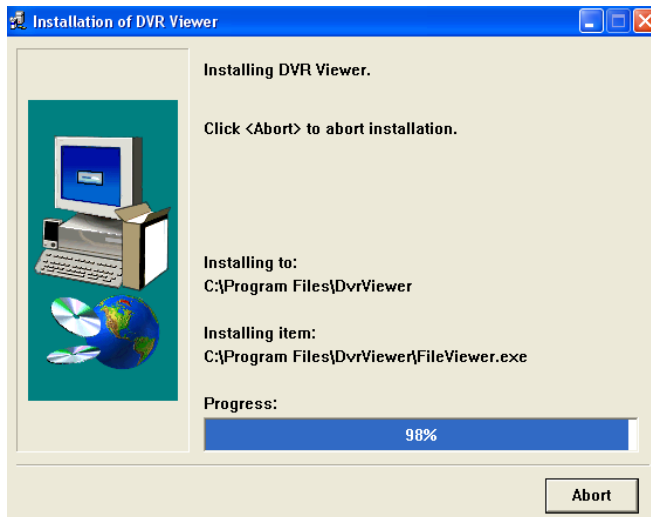 Installation of DVR Viewer
Installing DVR Viewer.
Click <Abort> to abort installation.
Installing to:
C:\Program Files\DvrViewer
Installing item:
C:\Program Files\DvrViewer\FileViewer.exe
Progress:
98%
Abort